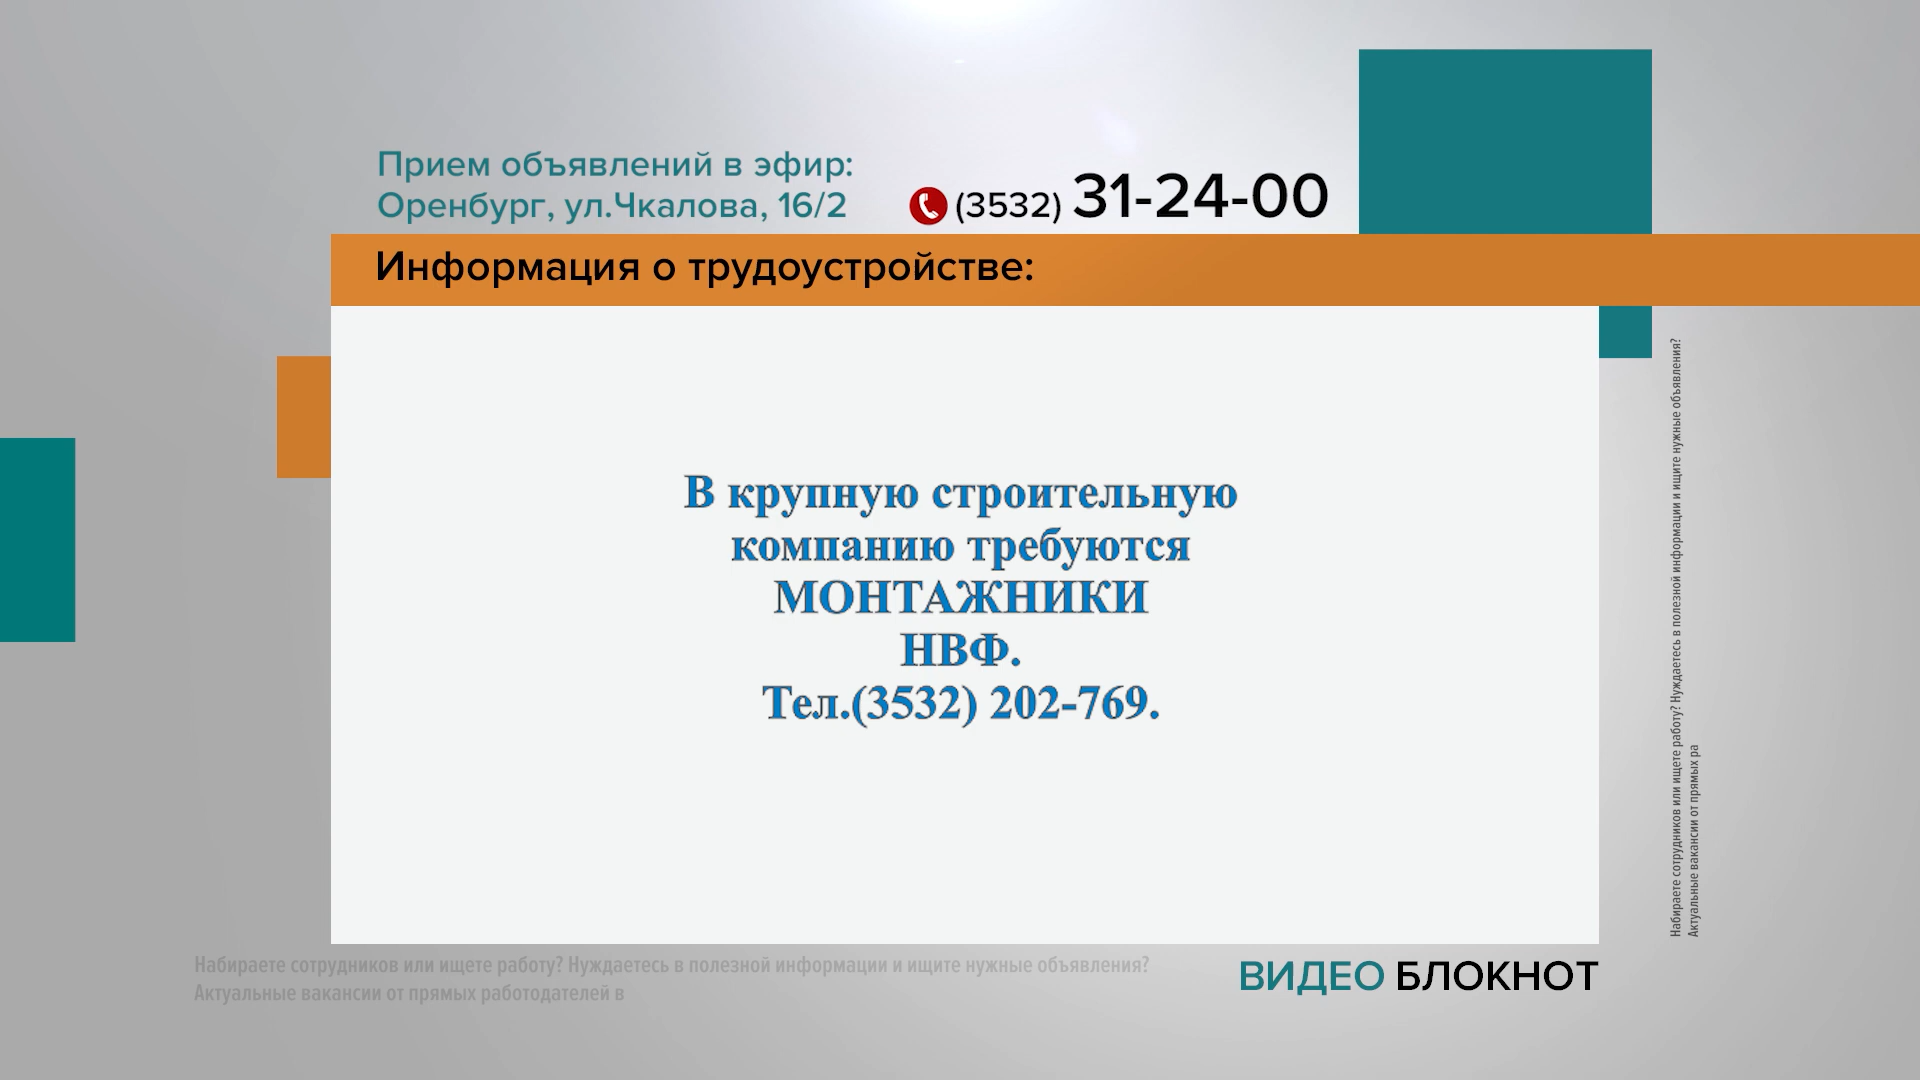 Прием объявлений в эфир:
Оренбург, ул.Чкалова, 16/2
(3532) 31-24-00
Информация о трудоустройстве:
В крупную строительную
компанию требуются
МОНТАЖНИКИ
НВФ.
Тел.(3532) 202-769.
Набираете сотрудников или ищете работу? Нуждаетесь в полезной информации и ищите нужные объявления?
Актуальные вакансии от прямых ра
Набираете сотрудников или ищете работу? Нуждаетесь в полезной информации и ищите нужные объявления?
Актуальные вакансии от прямых работодателей в
ВИДЕО БЛОКНОТ